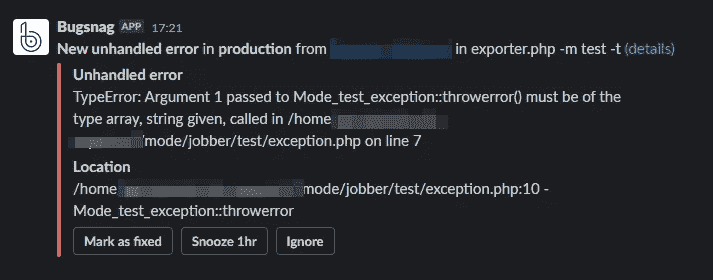 Bugsnag APP 17:21
New unhandled error in production from in exporter.php -m test -t (details)
Unhandled error
TypeError: Argument 1 passed to Mode_test_exception::throwerror() must be of the
type array, string given, called in /home
/mode/jobber/test/exception.php on line 7
Location
/home mode/jobber/test/exception.php:10 -
Mode_test_exception::throwerror
Mark as fixed Snooze 1hr Ignore